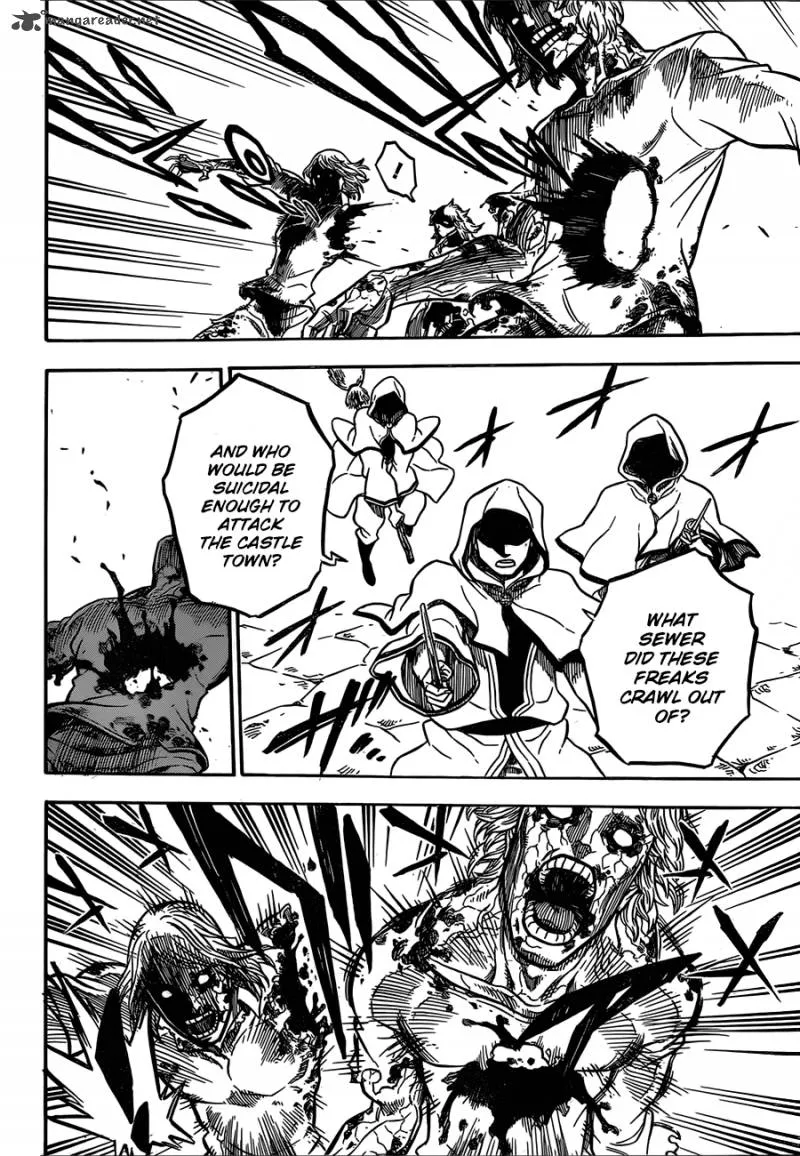 mangareader.net
!
AND WHO
WOULD BE
SUICIDAL
ENOUGH TO
ATTACK
THE CASTLE
TOWN?
WHAT
SEWER
DID THESE
FREAKS
CRAWL OUT
OF?